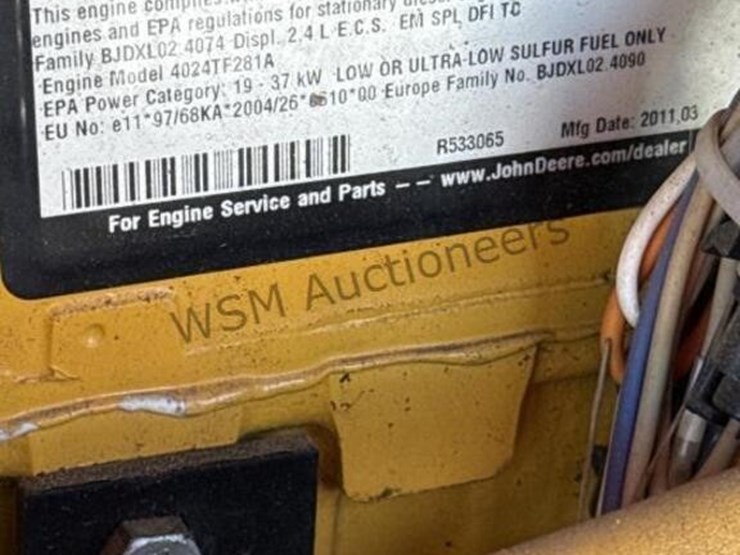 This engine
engines and EPA regulations for stationary
Family BJDXL02.4074 Displ. 2.4 L E.C.S. EM SPL DFI TC
Engine Model 4024TF281A
EPA Power Category: 19 - 37 kW LOW OR ULTRA-LOW SULFUR FUEL ONLY
EU No: e11*97/68KA*2004/26* 10*00 Europe Family No. BJDXL02.4090
R533065 Mfg Date: 2011,03
For Engine Service and Parts – – www.JohnDeere.com/dealer
WSM Auctioneers